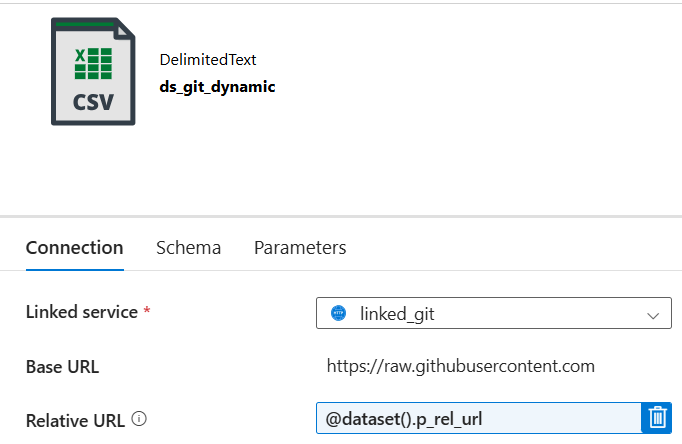 X
CSV
DelimitedText
ds_git_dynamic
Connection Schema Parameters
Linked service *
HTTP linked_git
Base URL https://raw.githubusercontent.com
Relative URL @dataset().p_rel_url